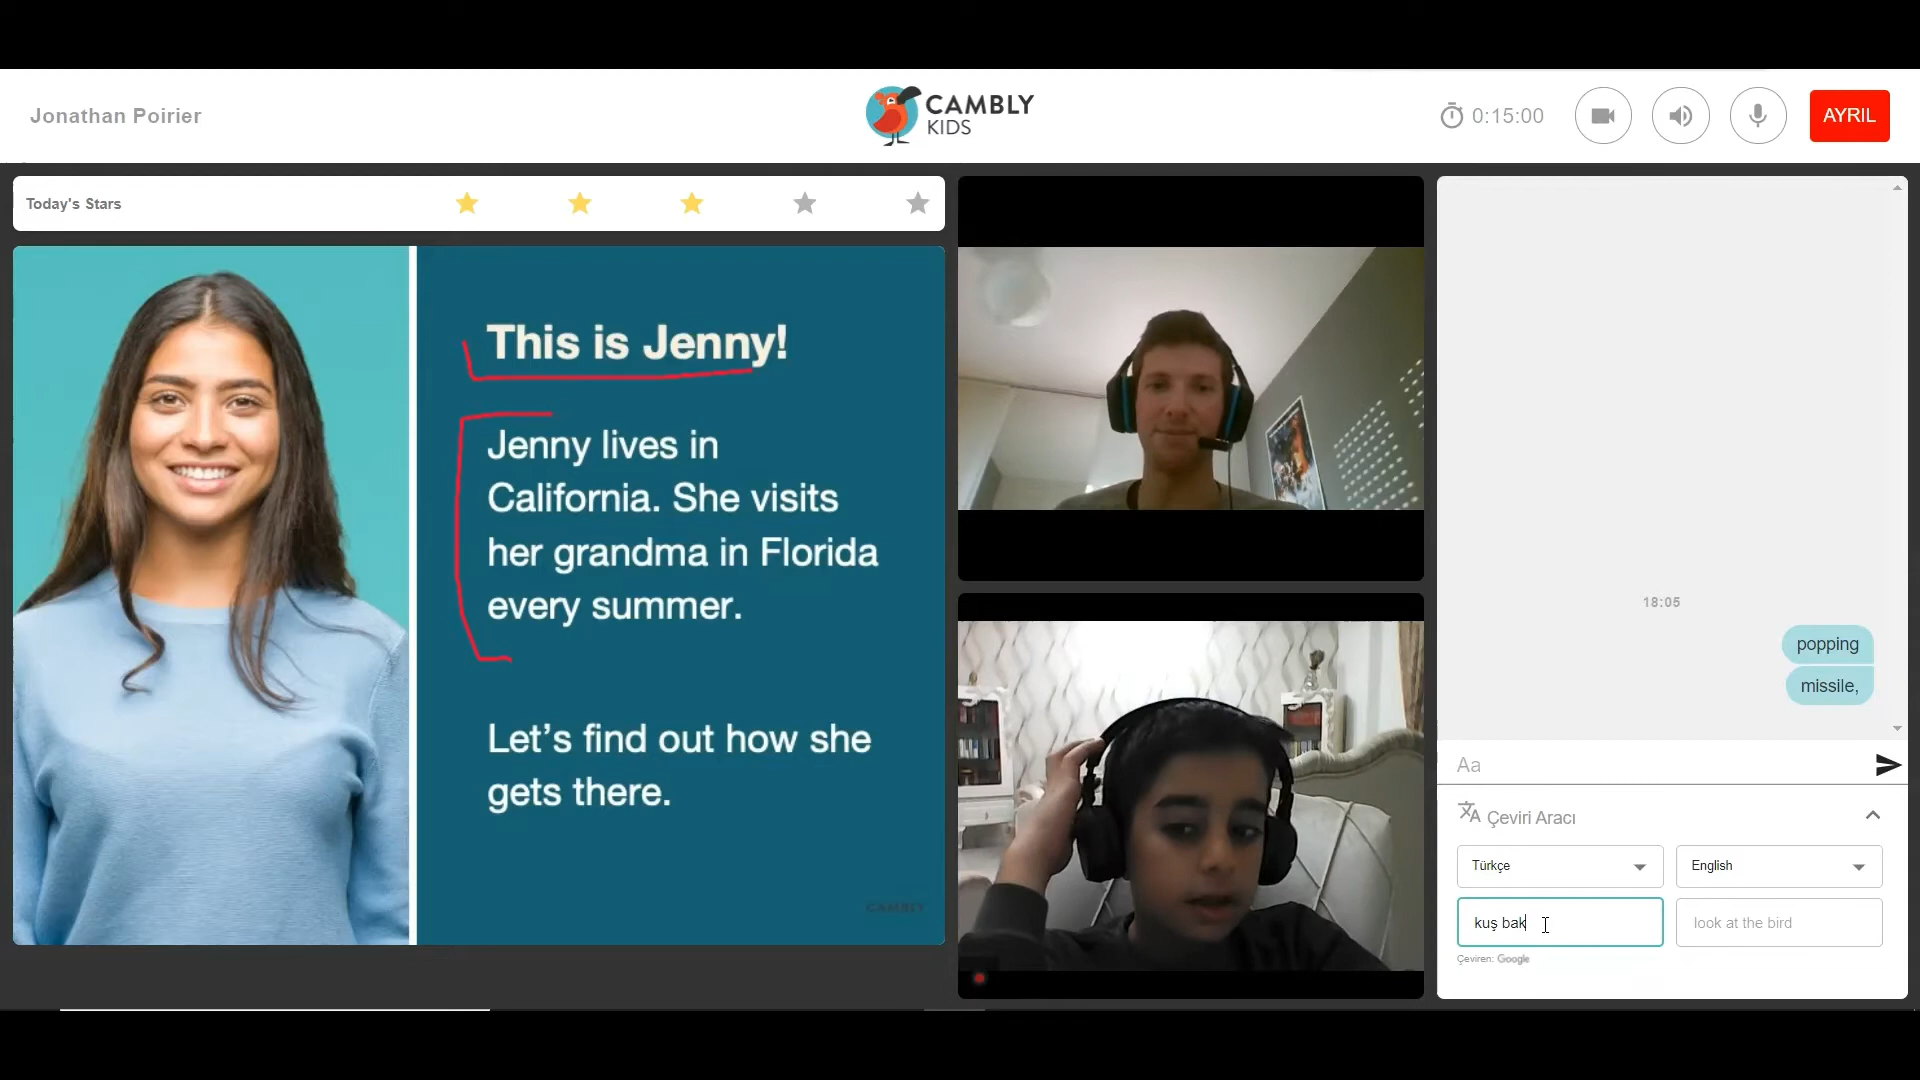 Jonathan Poirier
CAMBLY
KIDS
0:15:00
AYRIL
Today's Stars
This is Jenny!
Jenny lives in
California. She visits
her grandma in Florida
every summer.
Let's find out how she
gets there.
CAMBLY
18:05
popping
missile,
Aa
Çeviri Aracı
Türkçe
English
kuş bak
look at the bird
Çeviren: Google